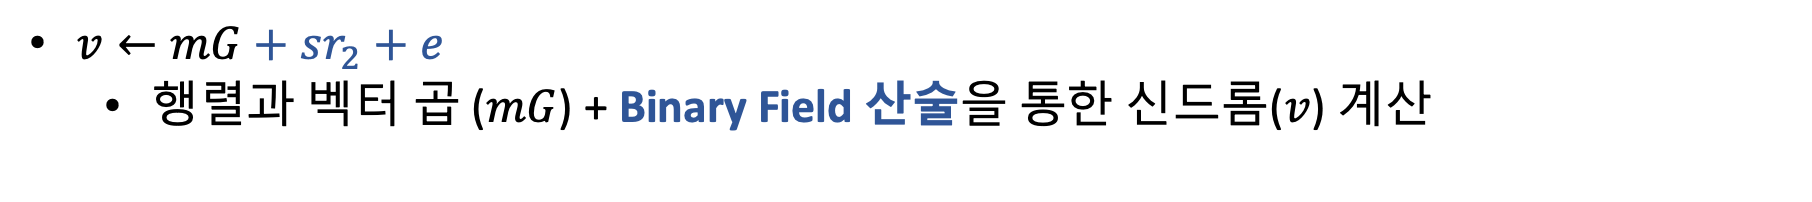 • v ← mG + sr₂ + e
• 행렬과 벡터 곱 (mG) + Binary Field 산술을 통한 신드롬(v) 계산